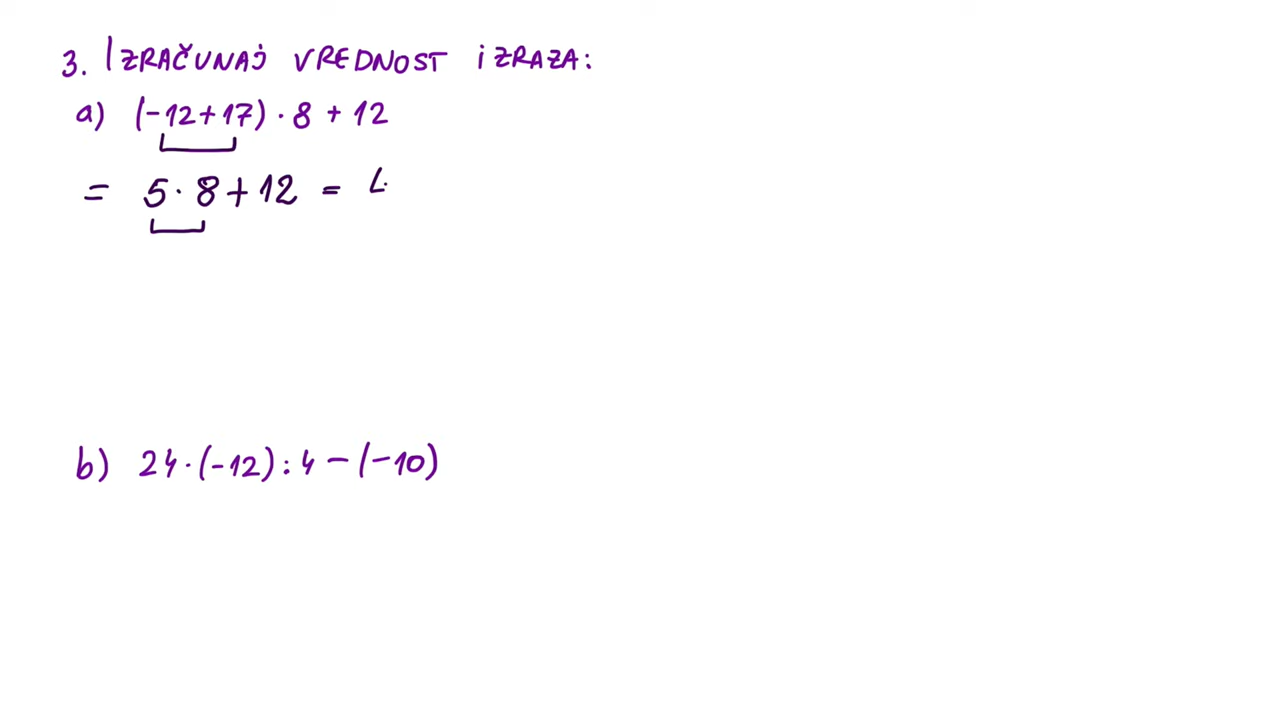 3. IZRAČUNAJ VREDNOST IZRAZA:
a) (-12+17) · 8 + 12
= 5 · 8 + 12 =
b) 24 · (-12) : 4 - (-10)